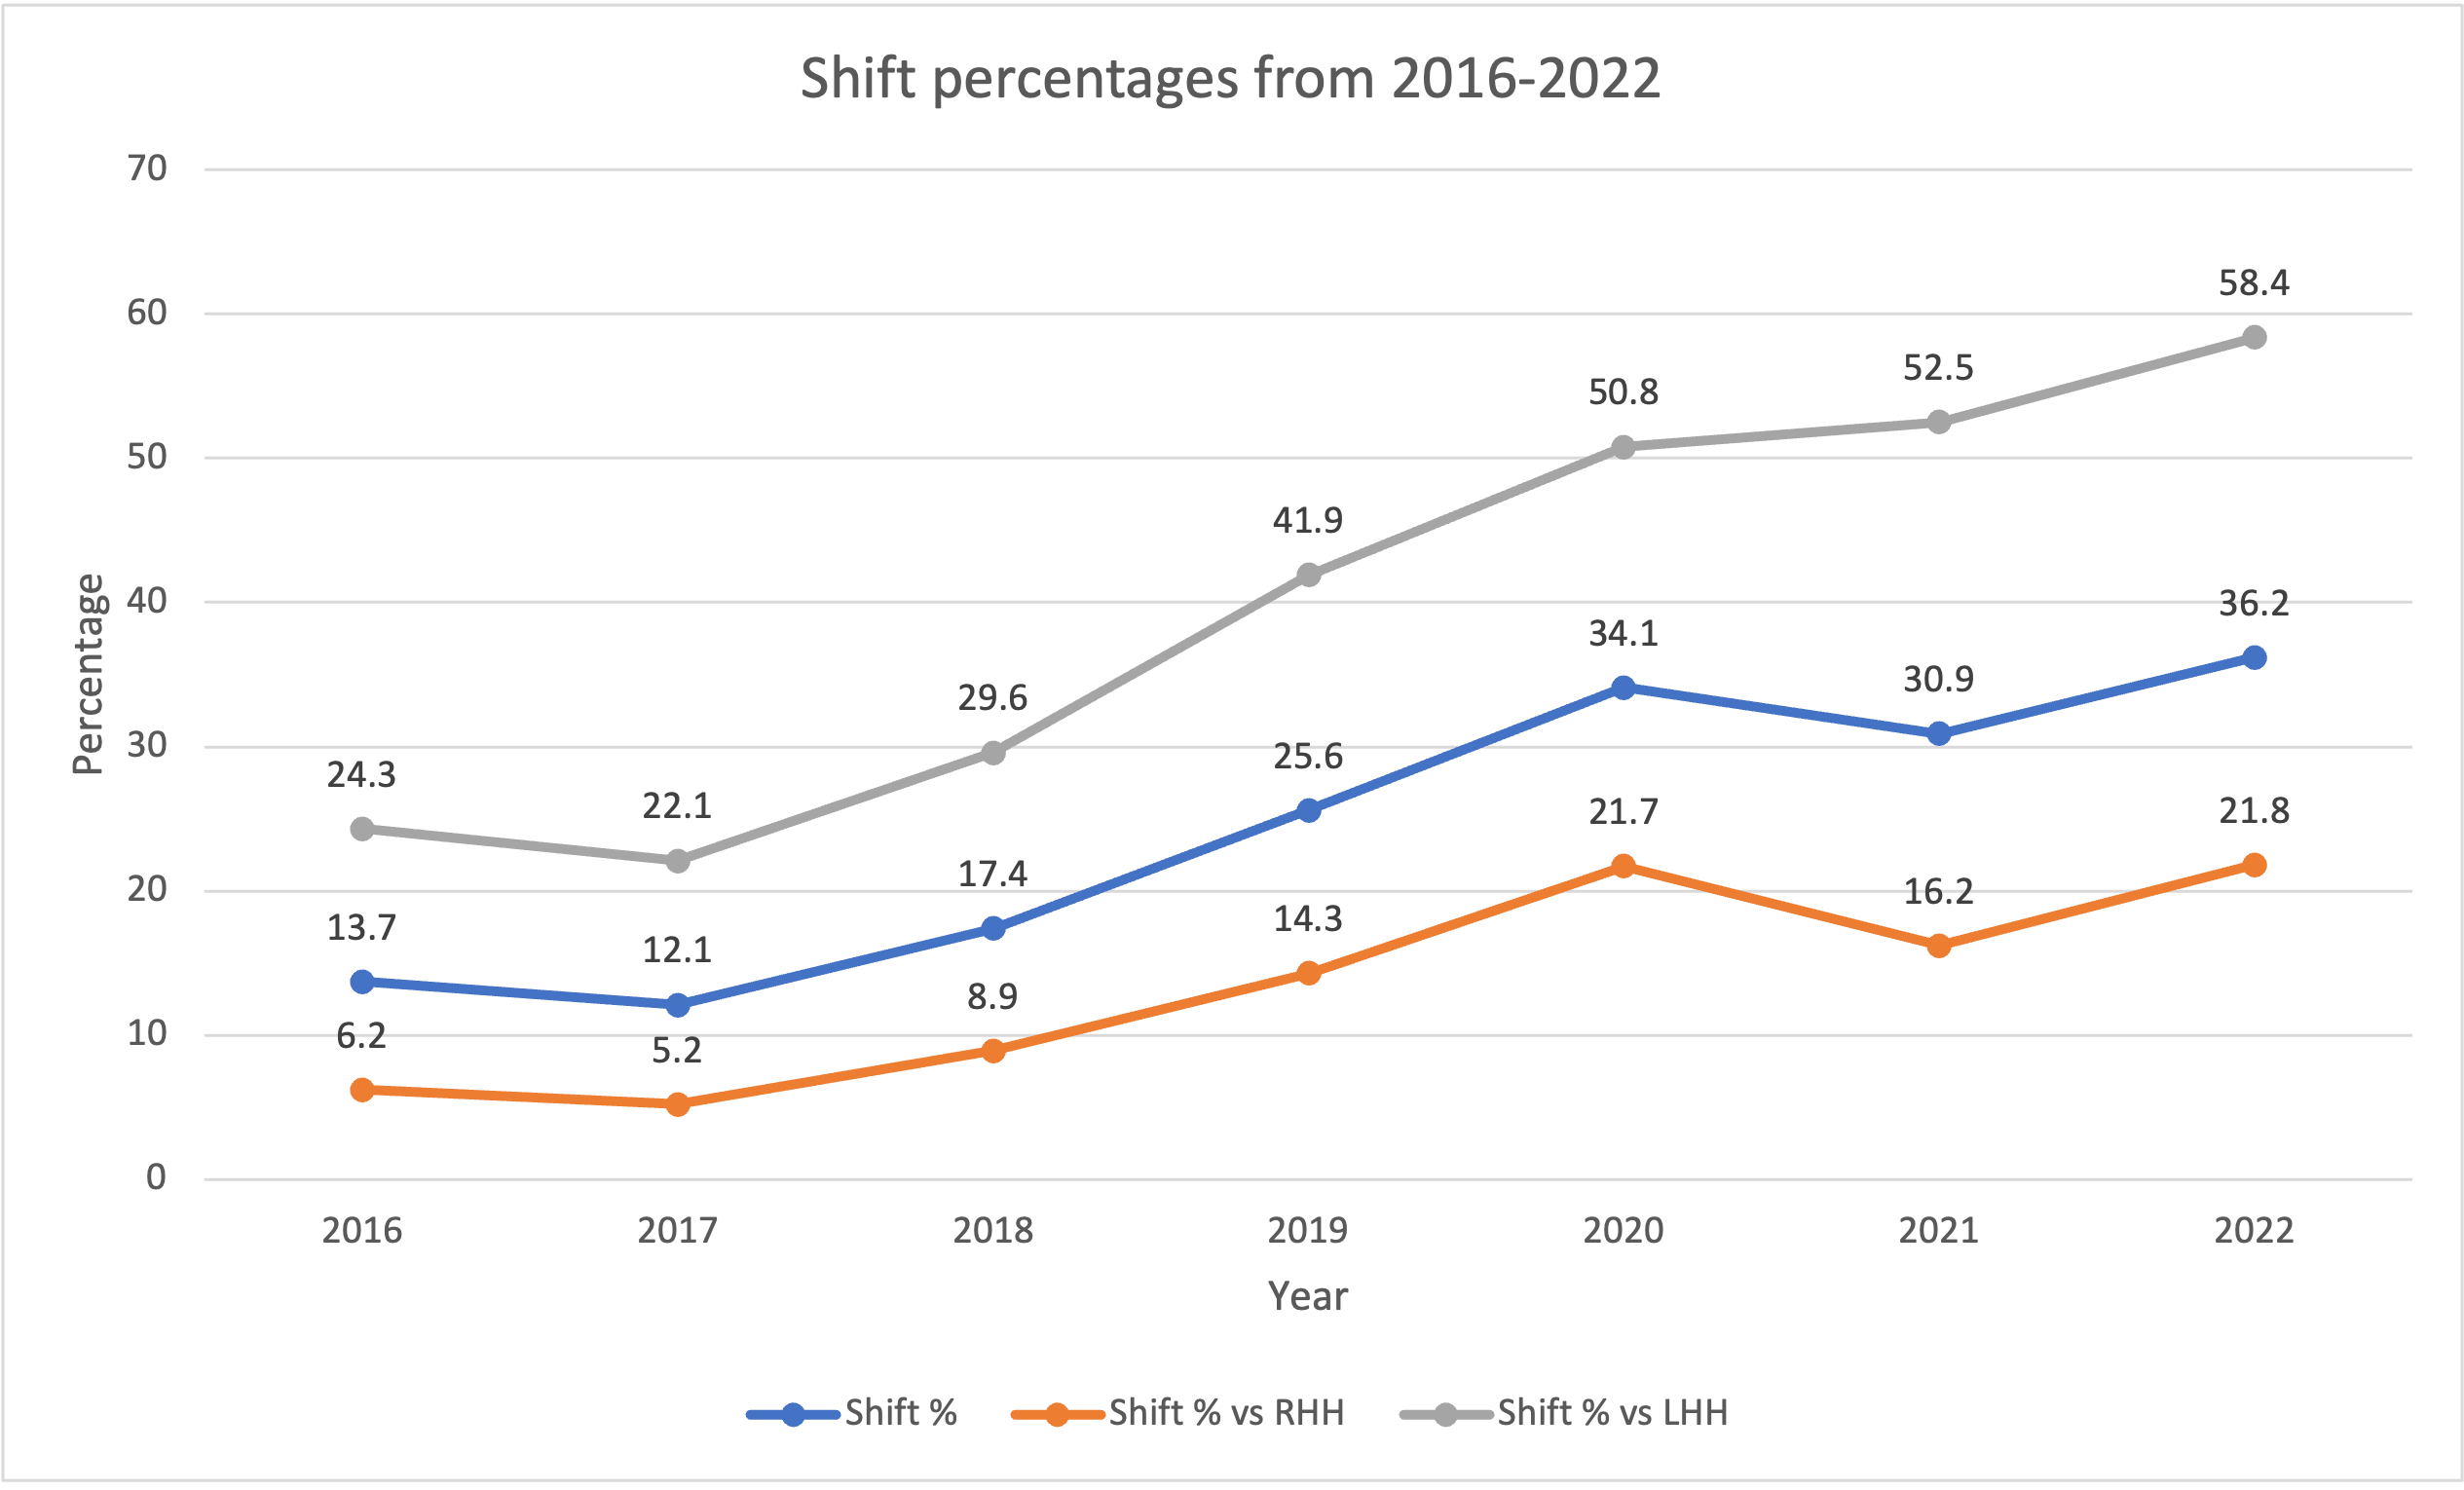 Shift percentages from 2016-2022
70
60
50
40
30
20
10
0
Percentage
24.3 22.1 29.6 41.9 50.8 52.5 58.4
13.7 12.1 17.4 25.6 34.1 30.9 36.2
6.2 5.2 8.9 14.3 21.7 16.2 21.8
2016 2017 2018 2019 2020 2021 2022
Year
Shift % Shift % vs RHH Shift % vs LHH